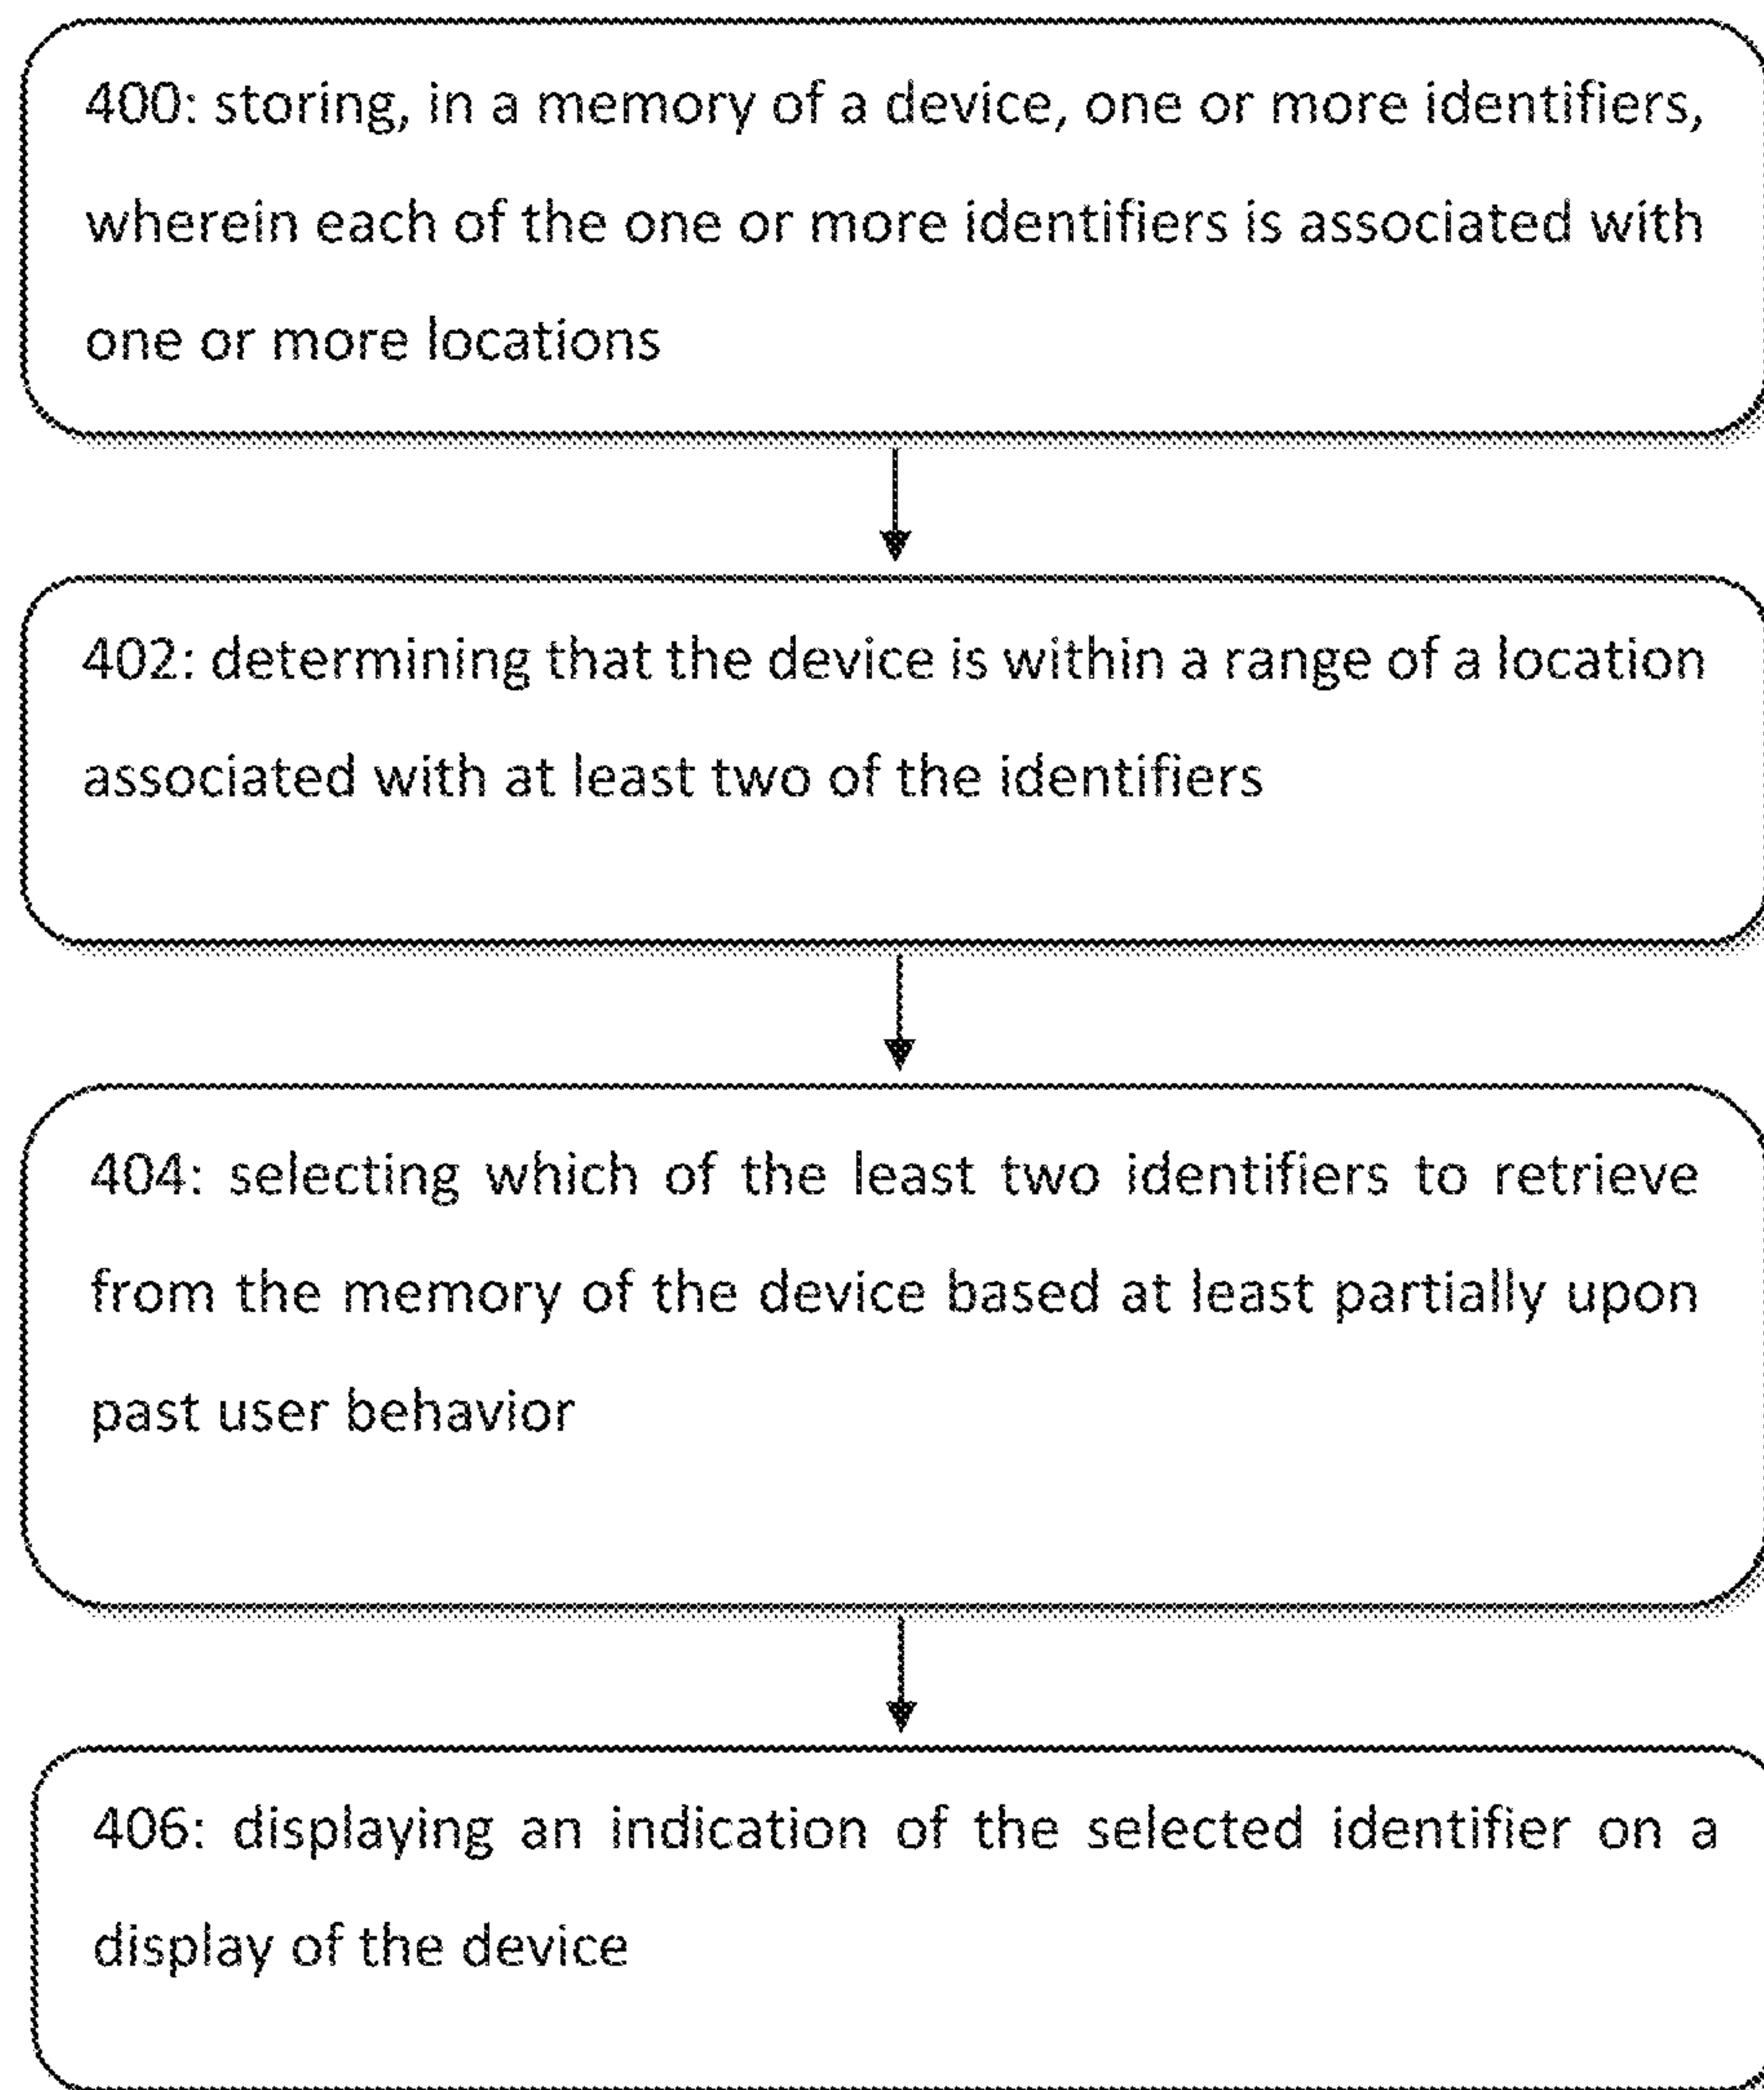 400: storing, in a memory of a device, one or more identifiers,
wherein each of the one or more identifiers is associated with
one or more locations
402: determining that the device is within a range of a location
associated with at least two of the identifiers
404: selecting which of the least two identifiers to retrieve
from the memory of the device based at least partially upon
past user behavior
406: displaying an indication of the selected identifier on a
display of the device